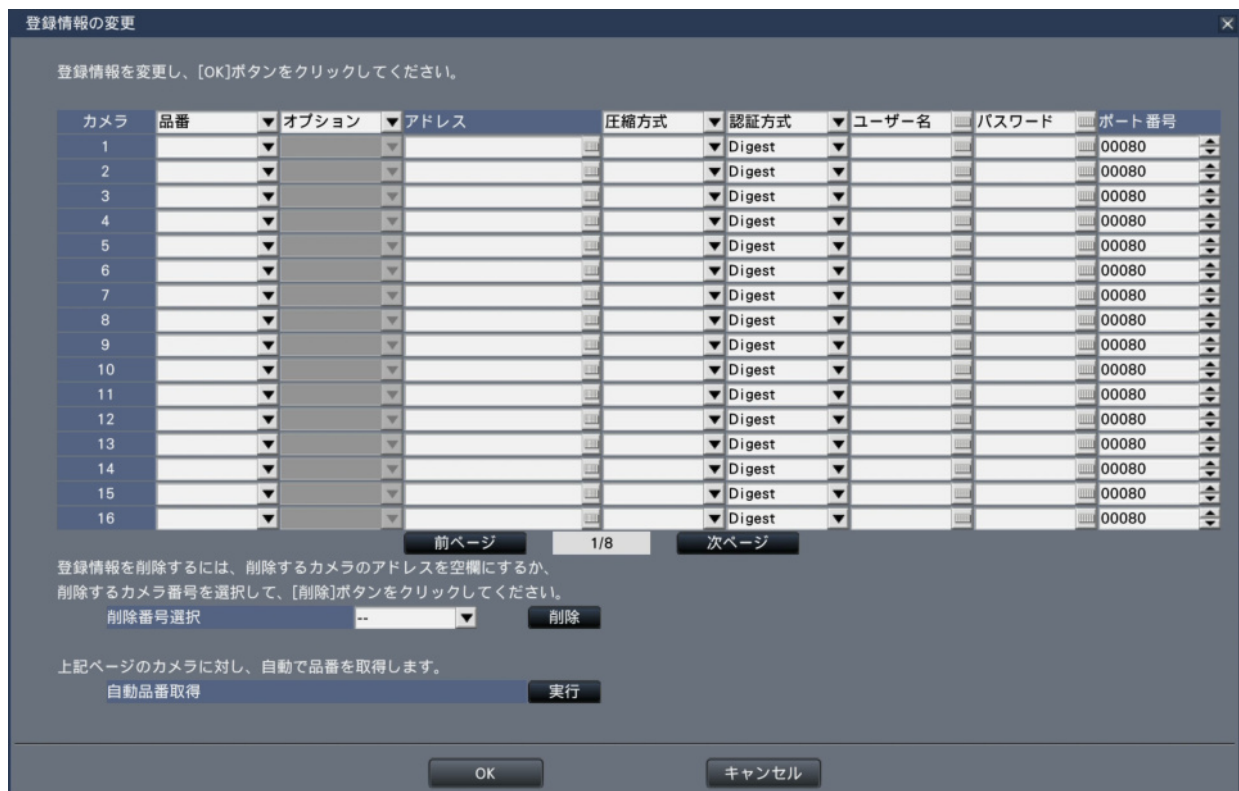 登録情報の変更
登録情報を変更し、[OK]ボタンをクリックしてください。
カメラ 品番 オプション アドレス 圧縮方式 認証方式 ユーザー名 パスワード ポート番号
1 Digest 00080
2 Digest 00080
3 Digest 00080
4 Digest 00080
5 Digest 00080
6 Digest 00080
7 Digest 00080
8 Digest 00080
9 Digest 00080
10 Digest 00080
11 Digest 00080
12 Digest 00080
13 Digest 00080
14 Digest 00080
15 Digest 00080
16 Digest 00080
前ページ 1/8 次ページ
登録情報を削除するには、削除するカメラのアドレスを空欄にするか、
削除するカメラ番号を選択して、[削除]ボタンをクリックしてください。
削除番号選択 -- 削除
上記ページのカメラに対し、自動で品番を取得します。
自動品番取得 実行
OK キャンセル